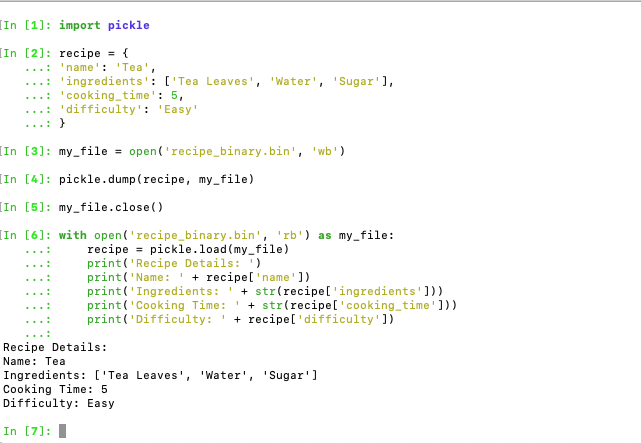 In [1]: import pickle
In [2]: recipe = {
...: 'name': 'Tea',
...: 'ingredients': ['Tea Leaves', 'Water', 'Sugar'],
...: 'cooking_time': 5,
...: 'difficulty': 'Easy'
...: }
In [3]: my_file = open('recipe_binary.bin', 'wb')
In [4]: pickle.dump(recipe, my_file)
In [5]: my_file.close()
In [6]: with open('recipe_binary.bin', 'rb') as my_file:
...:     recipe = pickle.load(my_file)
...:     print('Recipe Details: ')
...:     print('Name: ' + recipe['name'])
...:     print('Ingredients: ' + str(recipe['ingredients']))
...:     print('Cooking Time: ' + str(recipe['cooking_time']))
...:     print('Difficulty: ' + recipe['difficulty'])
...:
Recipe Details:
Name: Tea
Ingredients: ['Tea Leaves', 'Water', 'Sugar']
Cooking Time: 5
Difficulty: Easy
In [7]: